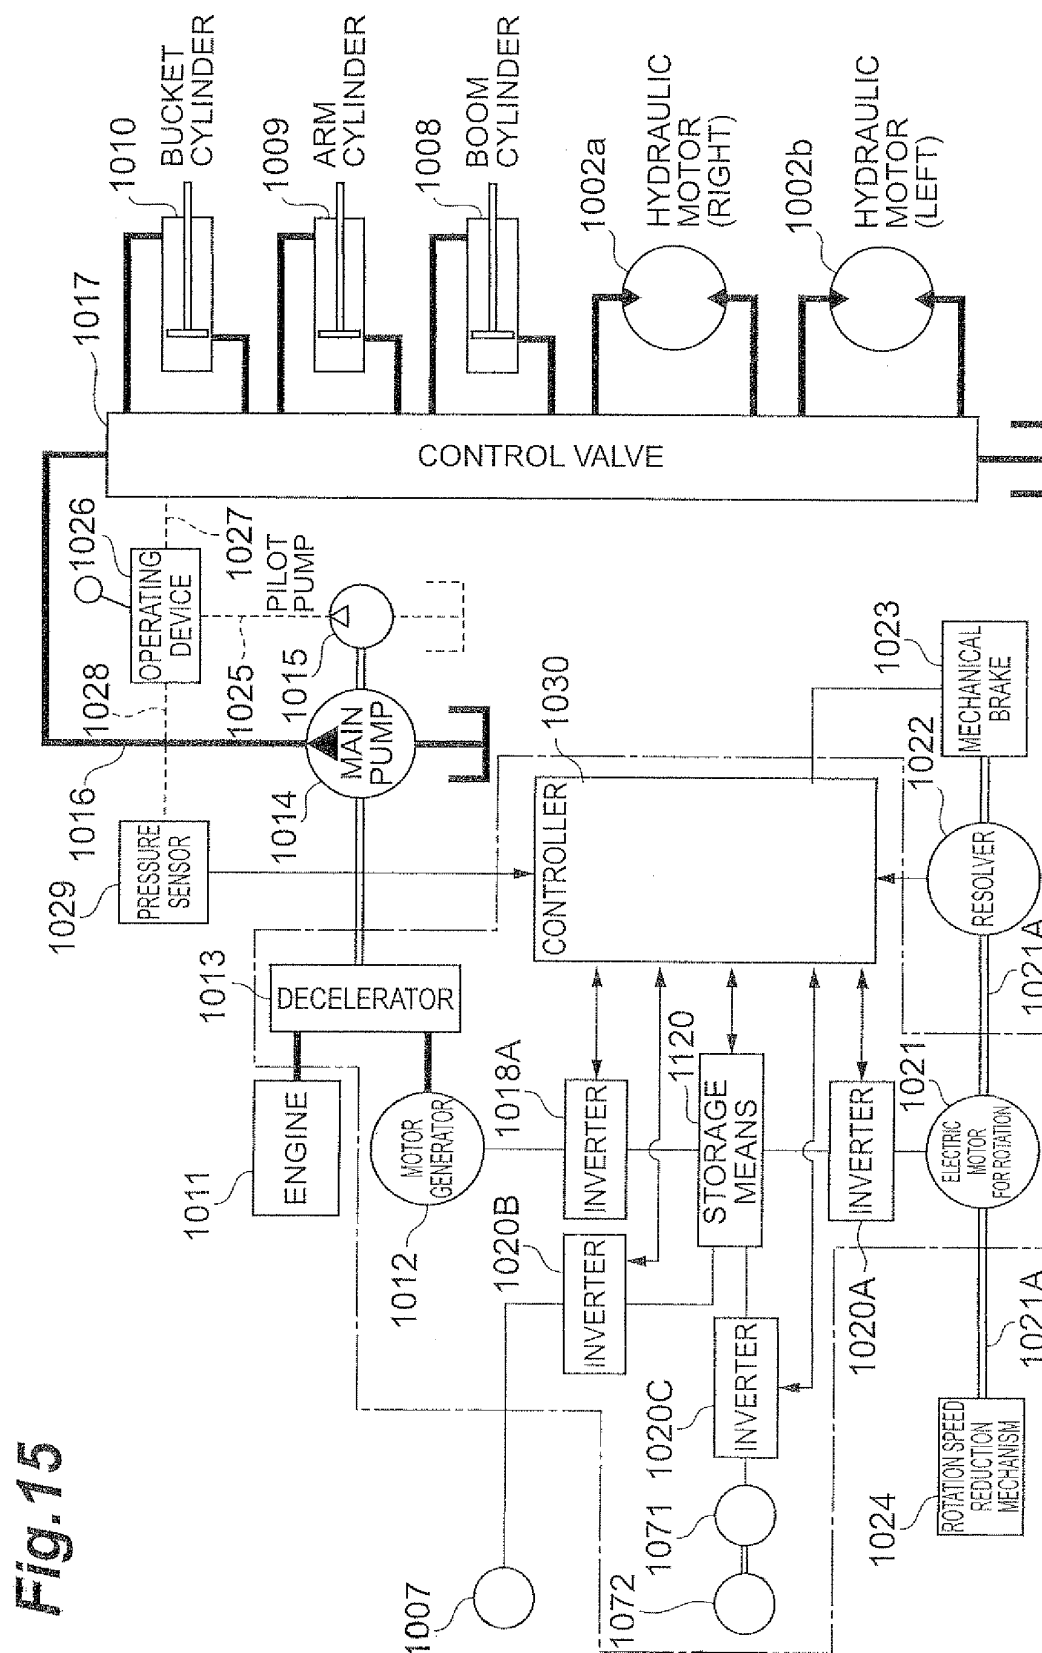 Fig.15
1010
BUCKET
CYLINDER
1009
ARM
CYLINDER
1008
BOOM
CYLINDER
1002a
HYDRAULIC
MOTOR
(RIGHT)
1002b
HYDRAULIC
MOTOR
(LEFT)
1017
CONTROL VALVE
1026
OPERATING
DEVICE
1027
1028
1025
PILOT
PUMP
1015
1016
MAIN
PUMP
1014
1029
PRESSURE
SENSOR
1030
CONTROLLER
1023
MECHANICAL
BRAKE
1022
RESOLVER
1021A
1013
DECELERATOR
1011
ENGINE
1012
MOTOR
GENERATOR
1018A
INVERTER
1120
STORAGE
MEANS
INVERTER
1020A
1021
ELECTRIC
MOTOR
FOR ROTATION
1021A
1020B
INVERTER
1020C
INVERTER
1007
1071
1072
1024
ROTATION SPEED
REDUCTION
MECHANISM